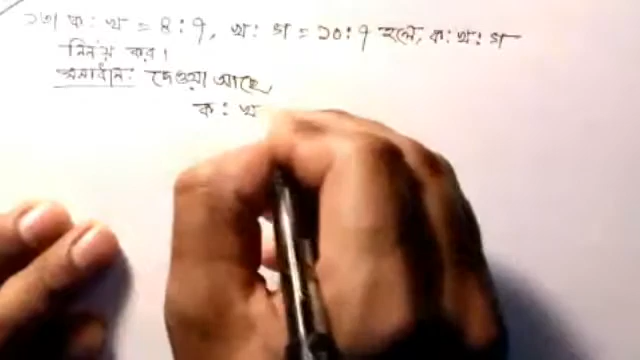 ১৩। ক : খ = ৪ : ৭, খ : গ = ১০ : ৭ হলে, ক : খ : গ
নির্ণয় কর।
সমাধান: দেওয়া আছে,
ক : খ